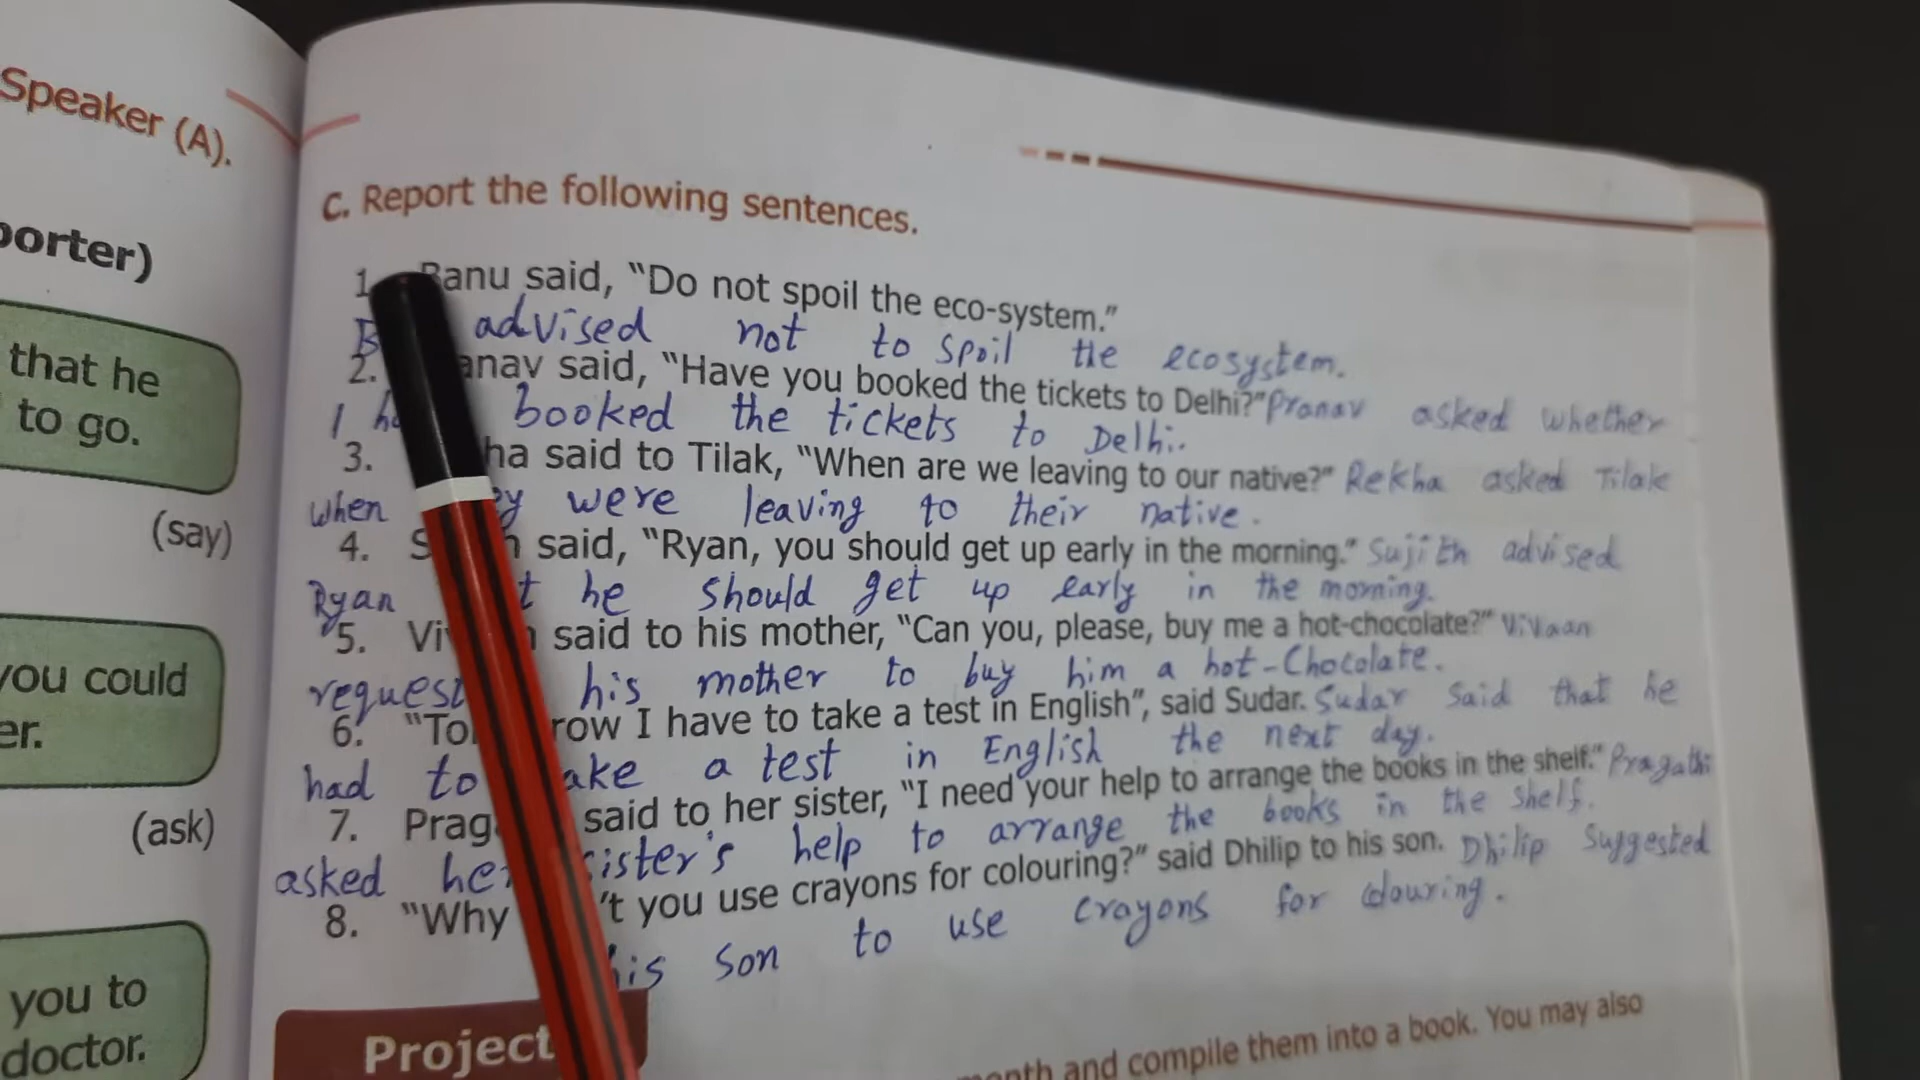 Speaker (A).
porter)
that he
to go.
(say)
you could
er.
(ask)
you to
doctor.
C. Report the following sentences.
1. Banu said, “Do not spoil the eco-system.”
advised not to spoil the ecosystem.
2. said, “Have you booked the tickets to Delhi?” Pranav asked whether
I booked the tickets to Delhi.
3. said to Tilak, “When are we leaving to our native?” Rekha asked Tilak
when were leaving to their native.
4. said, “Ryan, you should get up early in the morning.” Sujith advised
Ryan he should get up early in the morning.
5. said to his mother, “Can you, please, buy me a hot-chocolate?” Vivaan
his mother to buy him a hot-Chocolate.
6. I have to take a test in English”, said Sudar. Sudar said that he
had to a test in English the next day.
7. said to her sister, “I need your help to arrange the books in the shelf.” Pragathi
asked sister's help to arrange the books in the shelf.
8. “Why you use crayons for colouring?” said Dhilip to his son. Dhilip suggested
his son to use crayons for colouring.
Project
month and compile them into a book. You may also